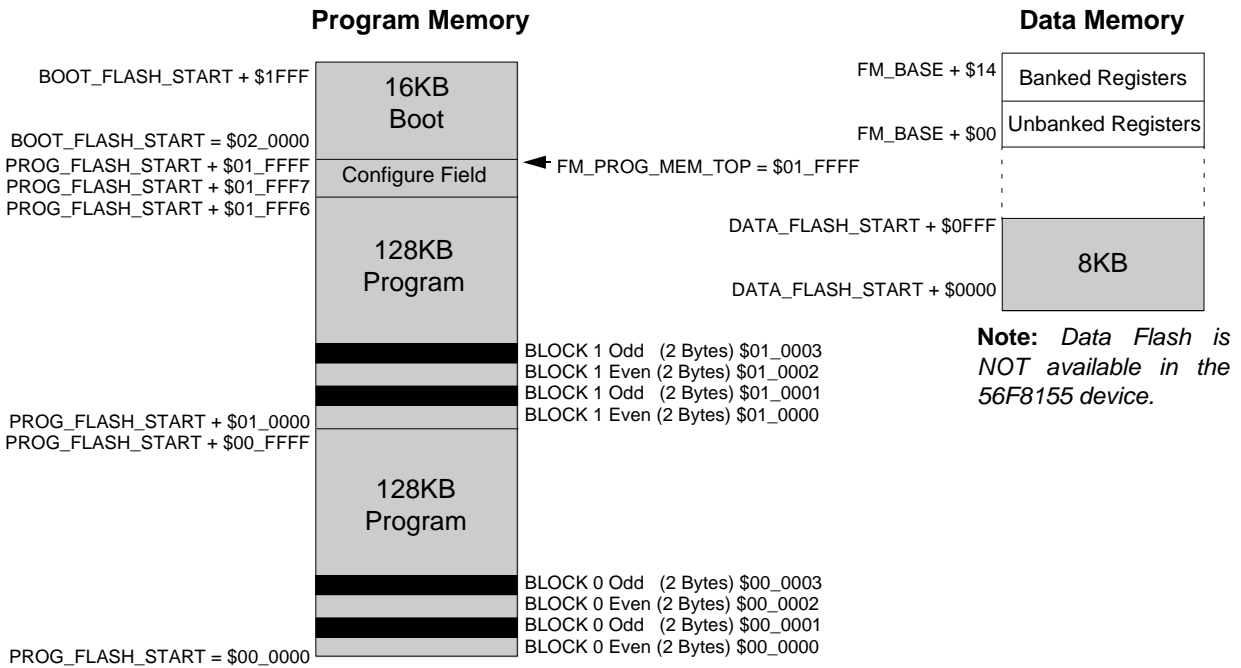 Program Memory
BOOT_FLASH_START + $1FFF
16KB
Boot
BOOT_FLASH_START = $02_0000
PROG_FLASH_START + $01_FFFF
FM_PROG_MEM_TOP = $01_FFFF
Configure Field
PROG_FLASH_START + $01_FFF7
PROG_FLASH_START + $01_FFF6
128KB
Program
BLOCK 1 Odd (2 Bytes) $01_0003
BLOCK 1 Even (2 Bytes) $01_0002
BLOCK 1 Odd (2 Bytes) $01_0001
BLOCK 1 Even (2 Bytes) $01_0000
PROG_FLASH_START + $01_0000
PROG_FLASH_START + $00_FFFF
128KB
Program
BLOCK 0 Odd (2 Bytes) $00_0003
BLOCK 0 Even (2 Bytes) $00_0002
BLOCK 0 Odd (2 Bytes) $00_0001
BLOCK 0 Even (2 Bytes) $00_0000
PROG_FLASH_START = $00_0000
Data Memory
FM_BASE + $14
Banked Registers
Unbanked Registers
FM_BASE + $00
DATA_FLASH_START + $0FFF
8KB
DATA_FLASH_START + $0000
Note: Data Flash is
NOT available in the
56F8155 device.